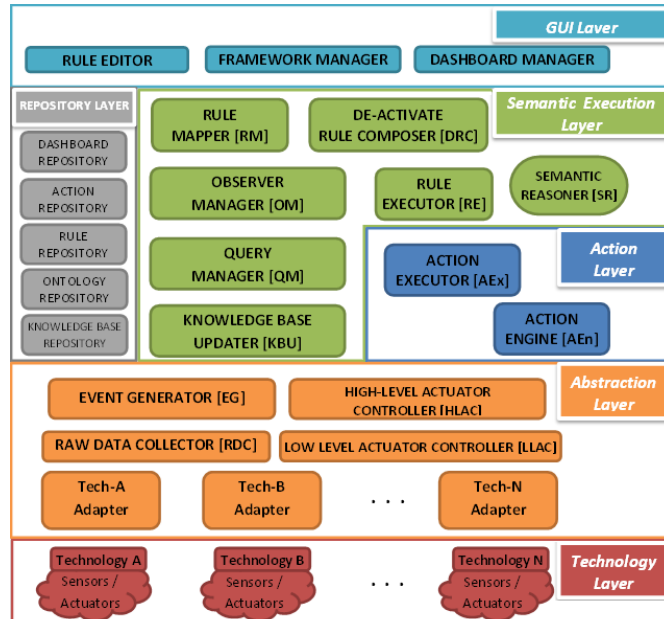 GUI Layer
RULE EDITOR
FRAMEWORK MANAGER
DASHBOARD MANAGER
REPOSITORY LAYER
DASHBOARD
REPOSITORY
ACTION
REPOSITORY
RULE
REPOSITORY
ONTOLOGY
REPOSITORY
KNOWLEDGE BASE
REPOSITORY
Semantic Execution
Layer
RULE
MAPPER [RM]
DE-ACTIVATE
RULE COMPOSER [DRC]
OBSERVER
MANAGER [OM]
RULE
EXECUTOR [RE]
SEMANTIC
REASONER [SR]
QUERY
MANAGER [QM]
KNOWLEDGE BASE
UPDATER [KBU]
Action
Layer
ACTION
EXECUTOR [AEx]
ACTION
ENGINE [AEn]
Abstraction
Layer
EVENT GENERATOR [EG]
HIGH-LEVEL ACTUATOR
CONTROLLER [HLAC]
RAW DATA COLLECTOR [RDC]
LOW LEVEL ACTUATOR CONTROLLER [LLAC]
Tech-A
Adapter
Tech-B
Adapter
. . .
Tech-N
Adapter
Technology
Layer
Technology A
Sensors /
Actuators
Technology B
Sensors /
Actuators
. . .
Technology N
Sensors /
Actuators